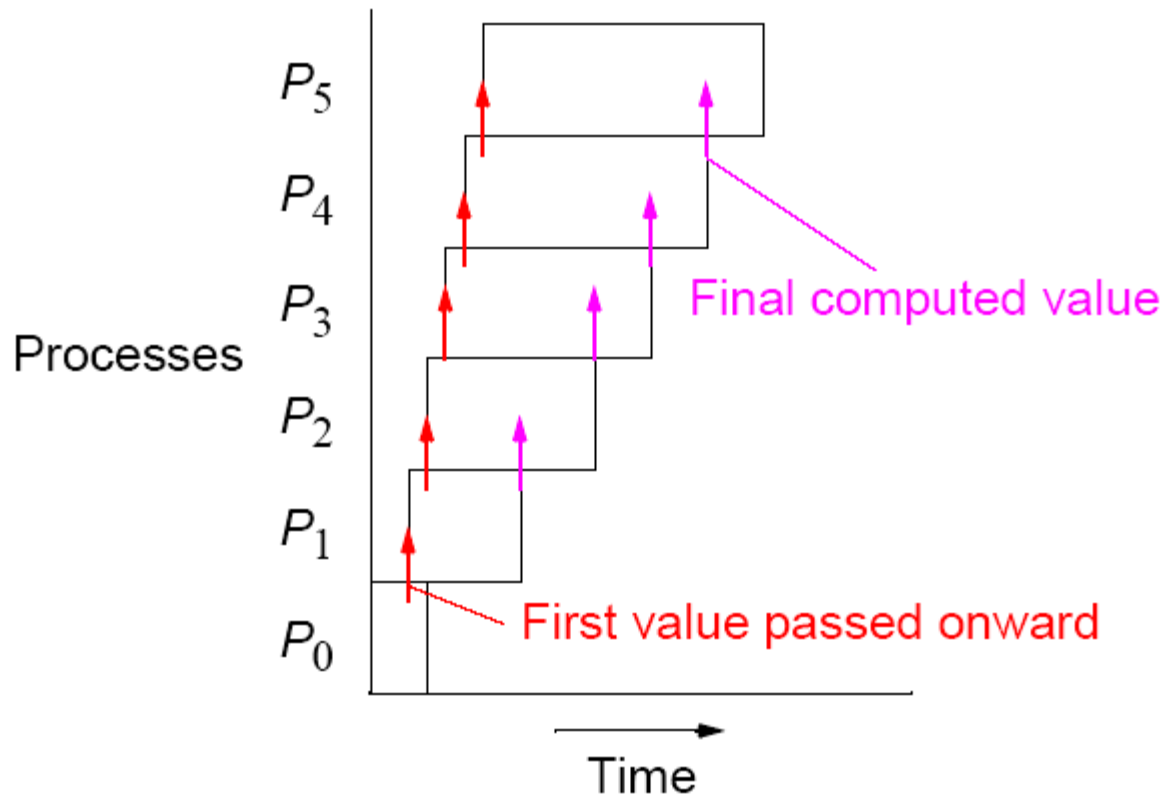 P5
P4
Final computed value
P3
Processes
P2
P1
First value passed onward
P0
Time